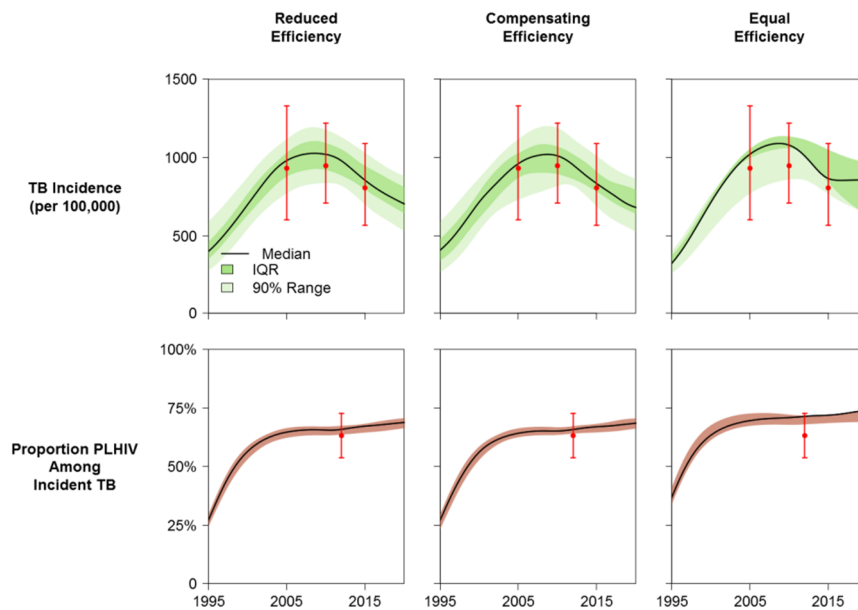 Reduced
Efficiency
Compensating
Efficiency
Equal
Efficiency
TB Incidence
(per 100,000)
1500
1000
500
0
Median
IQR
90% Range
1995
2005
2015
Proportion PLHIV
Among
Incident TB
100%
75%
50%
25%
0
1995
2005
2015
1995
2005
2015